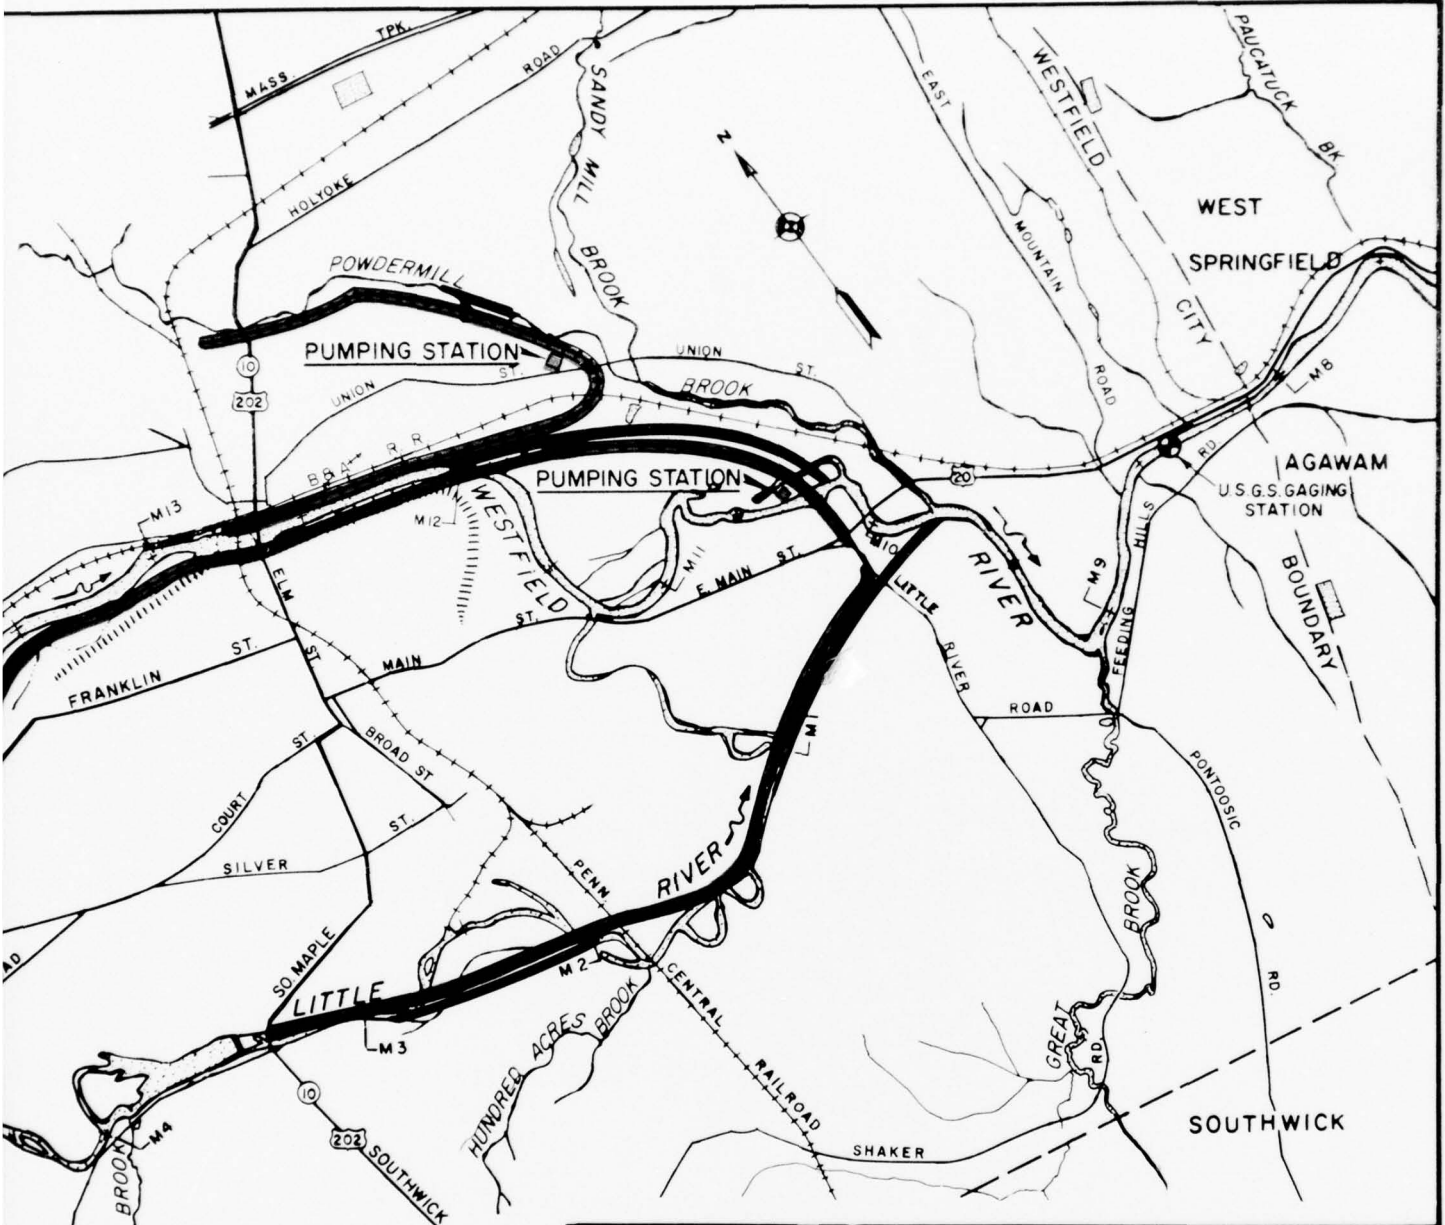 MASS. TPK.
HOLYOKE ROAD
SANDY MILL BROOK
N
EAST MOUNTAIN ROAD
WESTFIELD CITY
PAUCATUCK BK.
WEST
SPRINGFIELD
POWDERMILL
PUMPING STATION
10
202
UNION ST.
UNION ST.
BROOK
M8
B&A R R
PUMPING STATION
20
RD.
AGAWAM
U.S.G.S. GAGING
STATION
M13
M12
WESTFIELD
M11
M10
RIVER
M9
FEEDING HILLS
BOUNDARY
E. MAIN ST.
LITTLE RIVER ROAD
ELM ST.
MAIN ST.
FRANKLIN ST.
COURT ST.
BROAD ST
M1
PONTOOSIC RD.
SILVER ST.
PENN CENTRAL RAILROAD
LITTLE RIVER
BROOK
SO. MAPLE
M2
M3
HUNDRED ACRES BROOK
GREAT
RD.
10
202
SOUTHWICK
M4
BROOK
SHAKER
SOUTHWICK